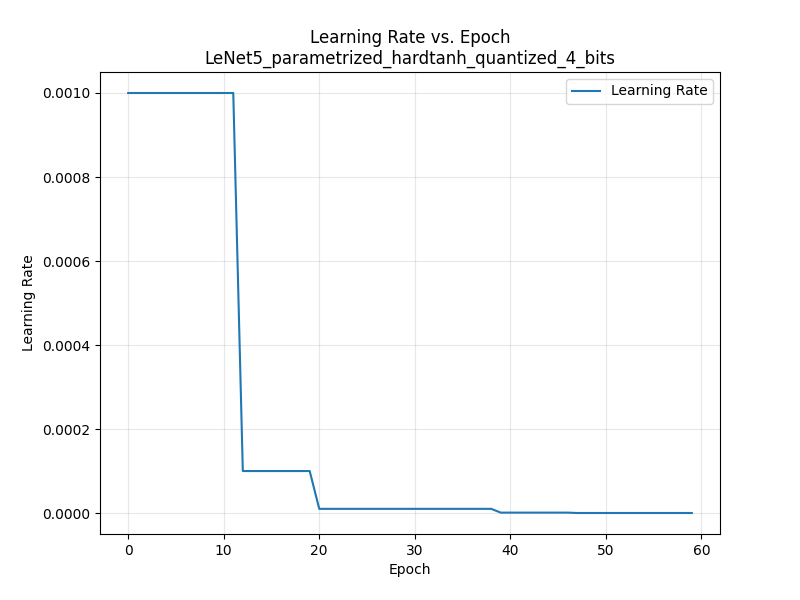 Learning Rate vs. Epoch
LeNet5_parametrized_hardtanh_quantized_4_bits
Learning Rate
0.0010
0.0008
0.0006
0.0004
0.0002
0.0000
Learning Rate
0 10 20 30 40 50 60
Epoch